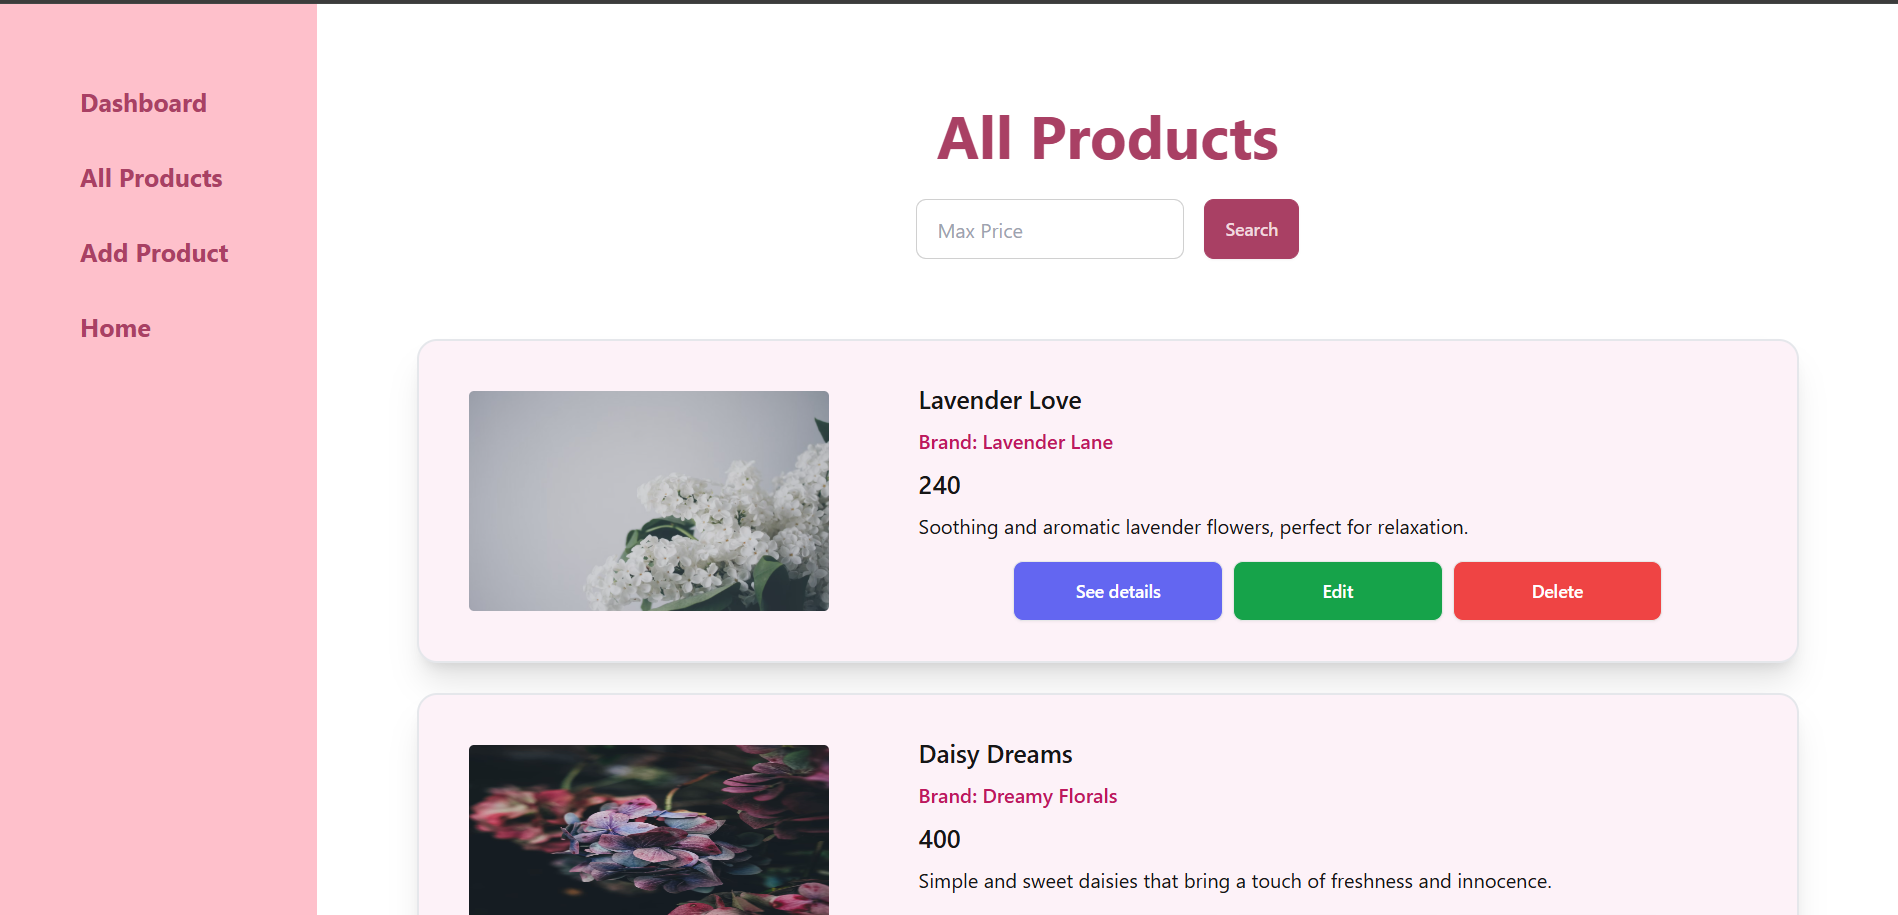 Dashboard
All Products
Add Product
Home
All Products
Max Price
Search
Lavender Love
Brand: Lavender Lane
240
Soothing and aromatic lavender flowers, perfect for relaxation.
See details
Edit
Delete
Daisy Dreams
Brand: Dreamy Florals
400
Simple and sweet daisies that bring a touch of freshness and innocence.